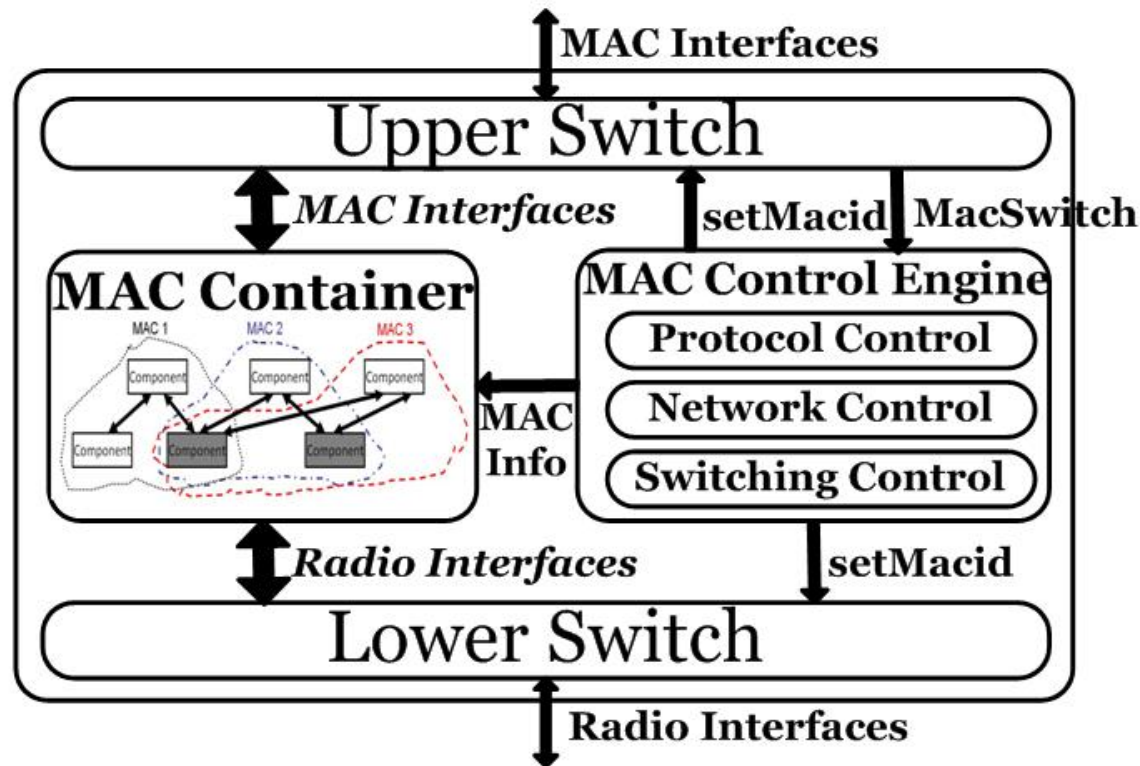 MAC Interfaces
Upper Switch
MAC Interfaces
setMacid
MacSwitch
MAC Container
MAC 1
MAC 2
MAC 3
Component
Component
Component
Component
Component
Component
MAC
Info
MAC Control Engine
Protocol Control
Network Control
Switching Control
Radio Interfaces
setMacid
Lower Switch
Radio Interfaces